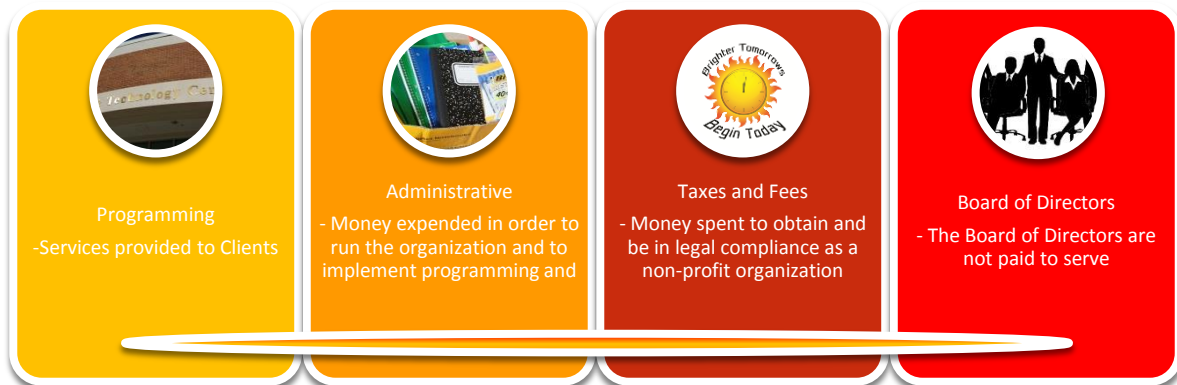 Technology Cen
Brighter Tomorrows
Begin Today
Programming
-Services provided to Clients
Administrative
- Money expended in order to
run the organization and to
implement programming and
Taxes and Fees
- Money spent to obtain and
be in legal compliance as a
non-profit organization
Board of Directors
- The Board of Directors are
not paid to serve